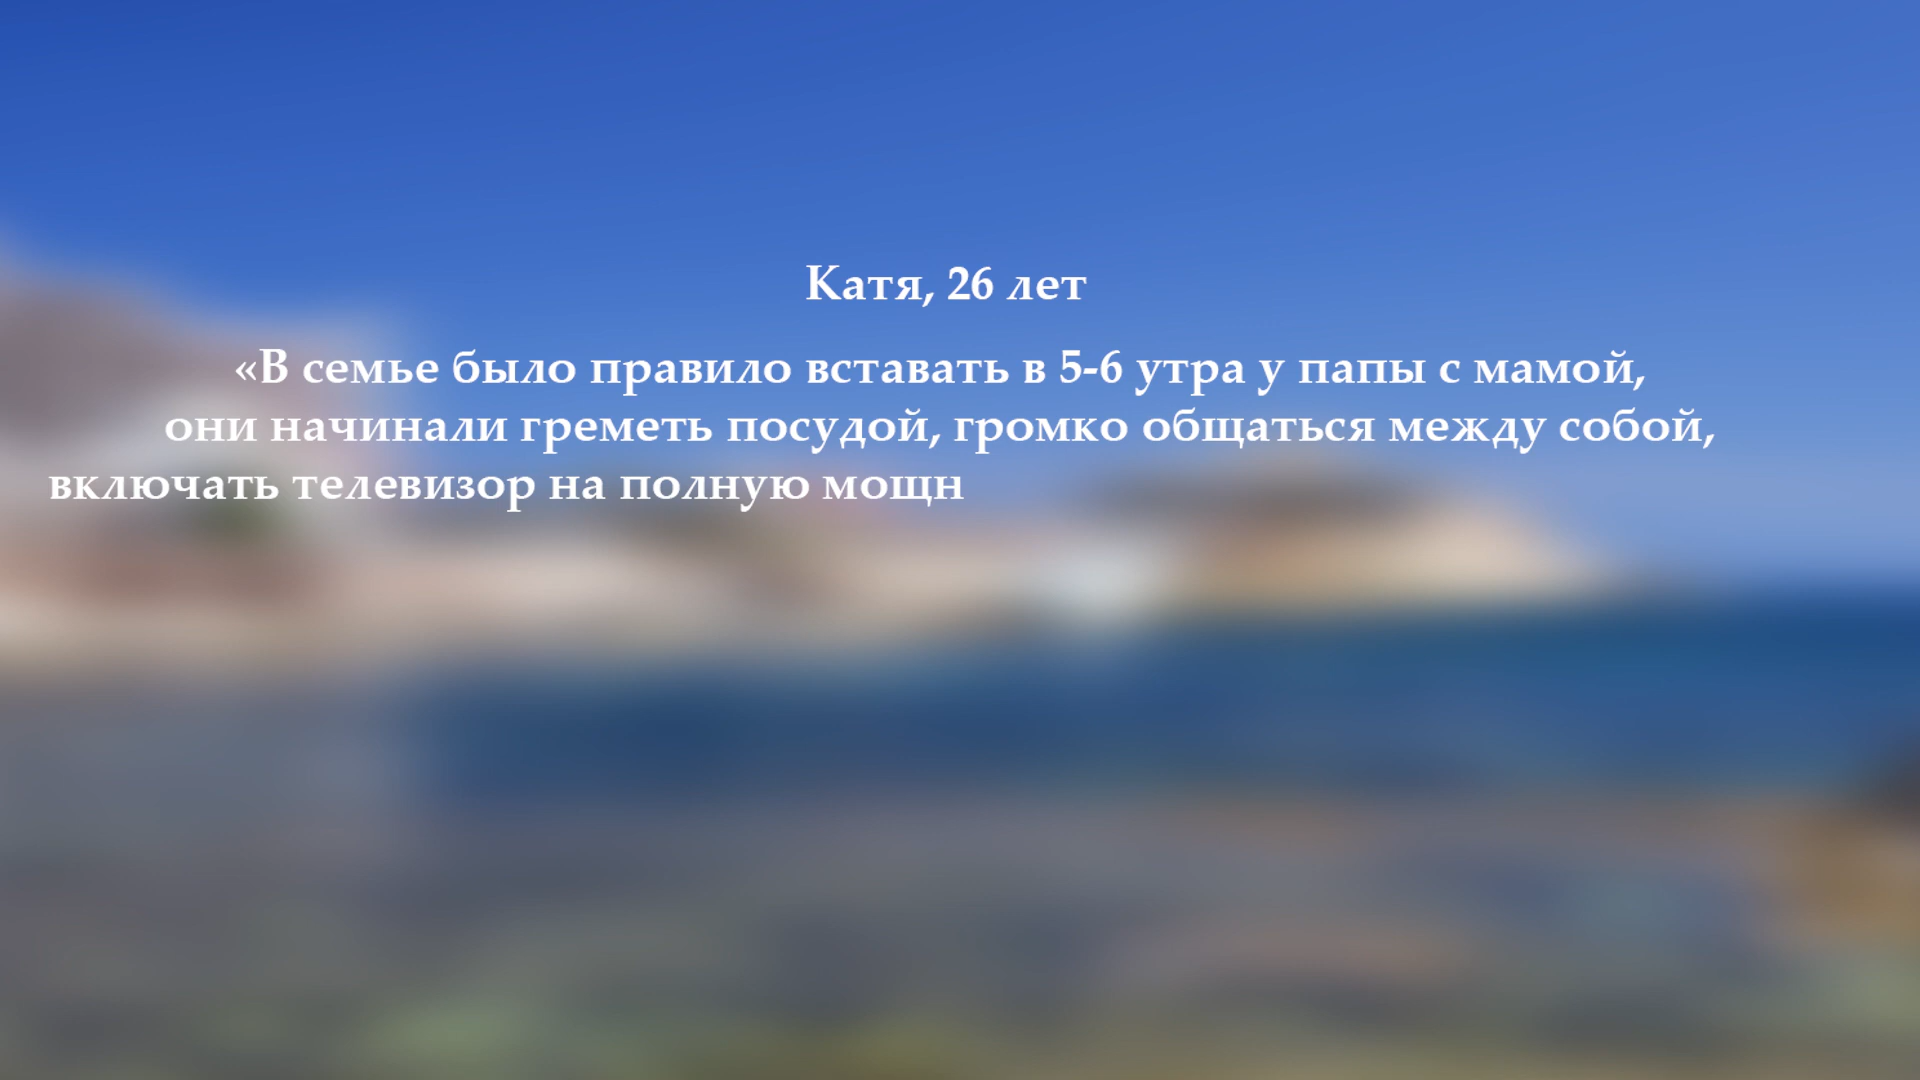 Катя, 26 лет
«В семье было правило вставать в 5-6 утра у папы с мамой,
они начинали греметь посудой, громко общаться между собой,
включать телевизор на полную мощн